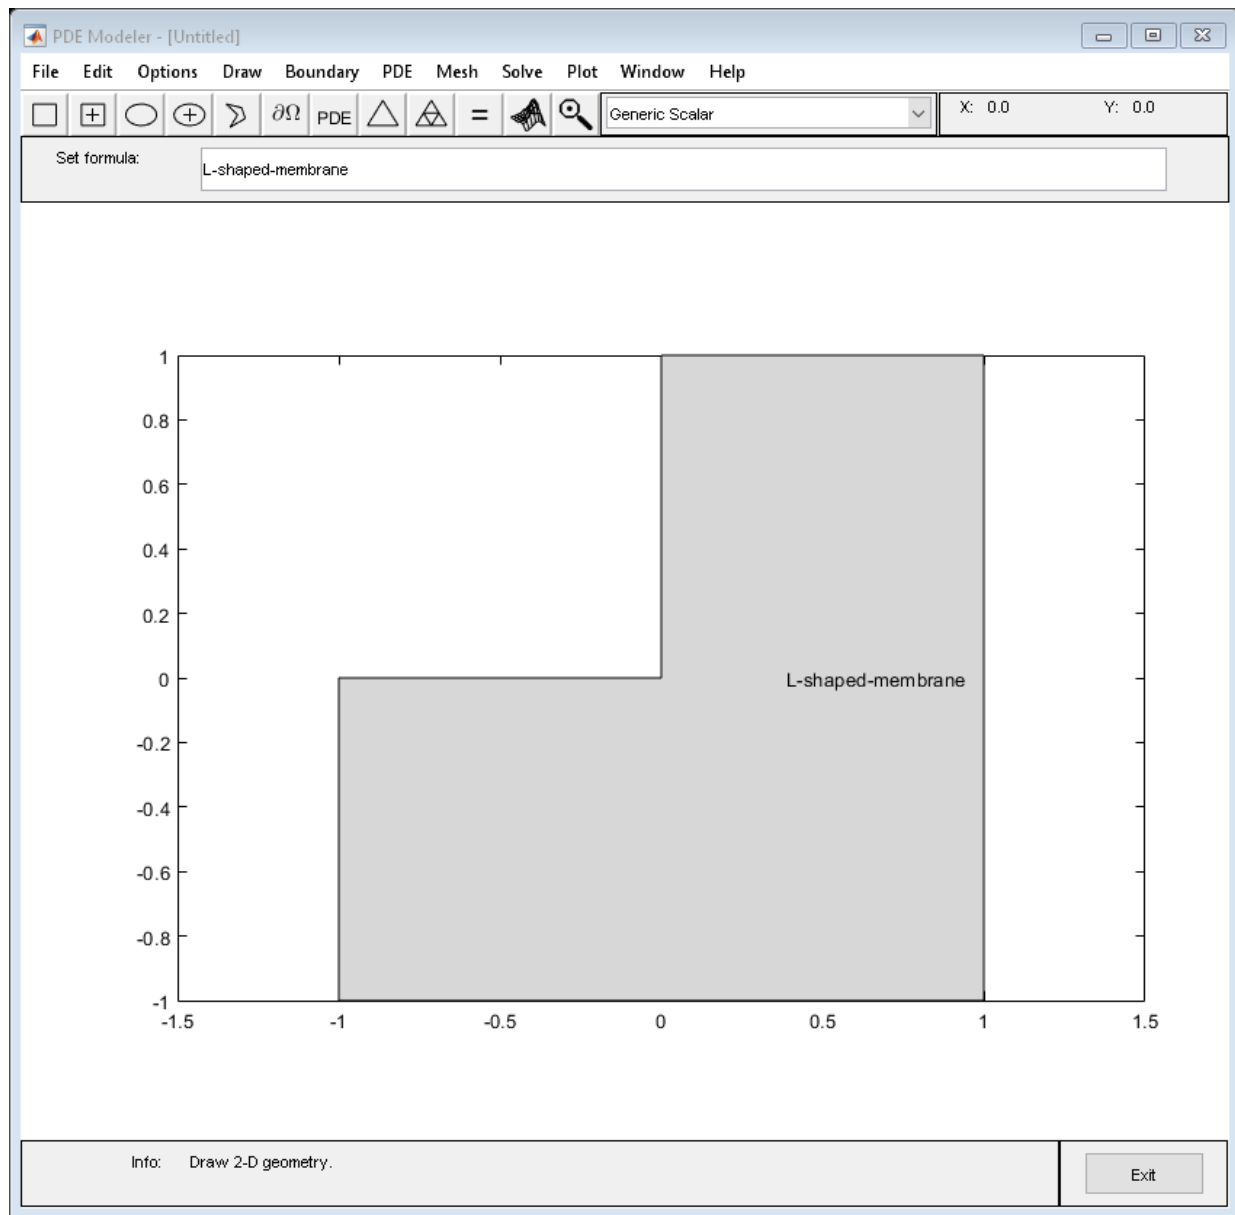 PDE Modeler - [Untitled]
File Edit Options Draw Boundary PDE Mesh Solve Plot Window Help
∂Ω PDE = Generic Scalar X: 0.0 Y: 0.0
Set formula: L-shaped-membrane
1
0.8
0.6
0.4
0.2
0
L-shaped-membrane
-0.2
-0.4
-0.6
-0.8
-1
-1.5 -1 -0.5 0 0.5 1 1.5
Info: Draw 2-D geometry.
Exit